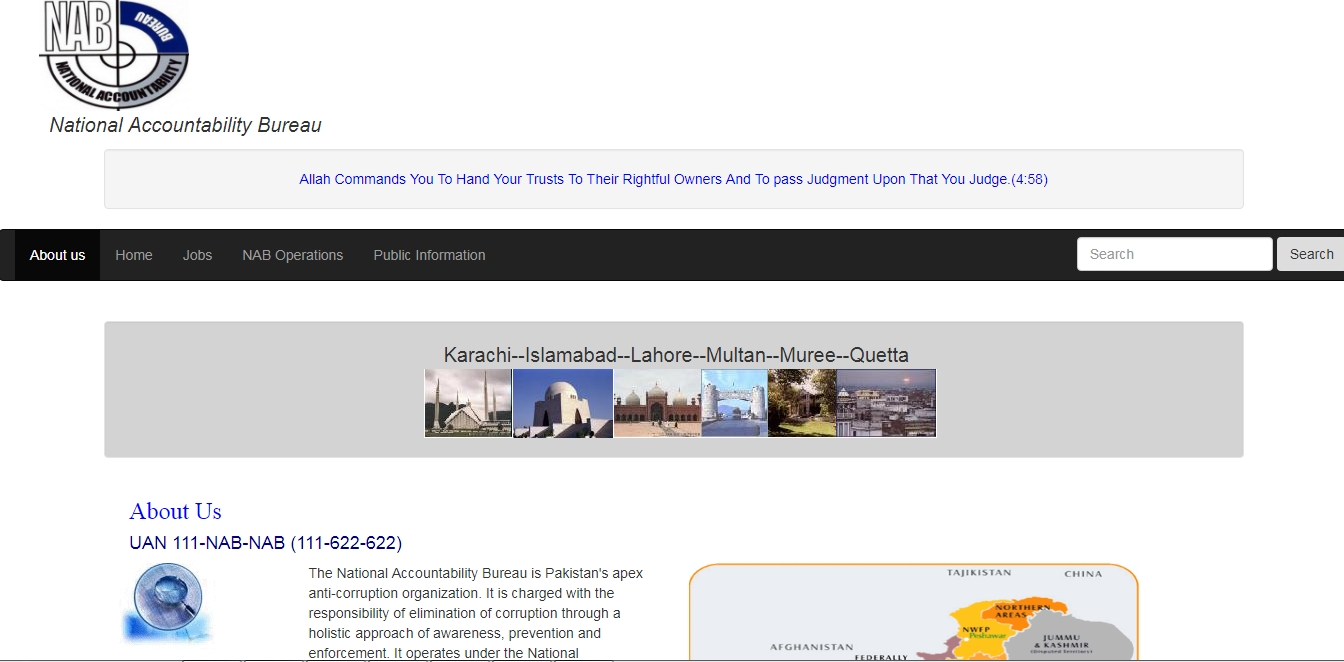 NAB
BUREAU
NATIONAL ACCOUNTABILITY
National Accountability Bureau
Allah Commands You To Hand Your Trusts To Their Rightful Owners And To pass Judgment Upon That You Judge.(4:58)
About us Home Jobs NAB Operations Public Information Search Search
Karachi--Islamabad--Lahore--Multan--Muree--Quetta
About Us
UAN 111-NAB-NAB (111-622-622)
The National Accountability Bureau is Pakistan's apex
anti-corruption organization. It is charged with the
responsibility of elimination of corruption through a
holistic approach of awareness, prevention and
enforcement. It operates under the National
TAJIKISTAN CHINA
NORTHERN
AREAS
NWFP
Peshawar
JUMMU
& KASHMIR
(Disputed Territory)
AFGHANISTAN
FEDERALLY